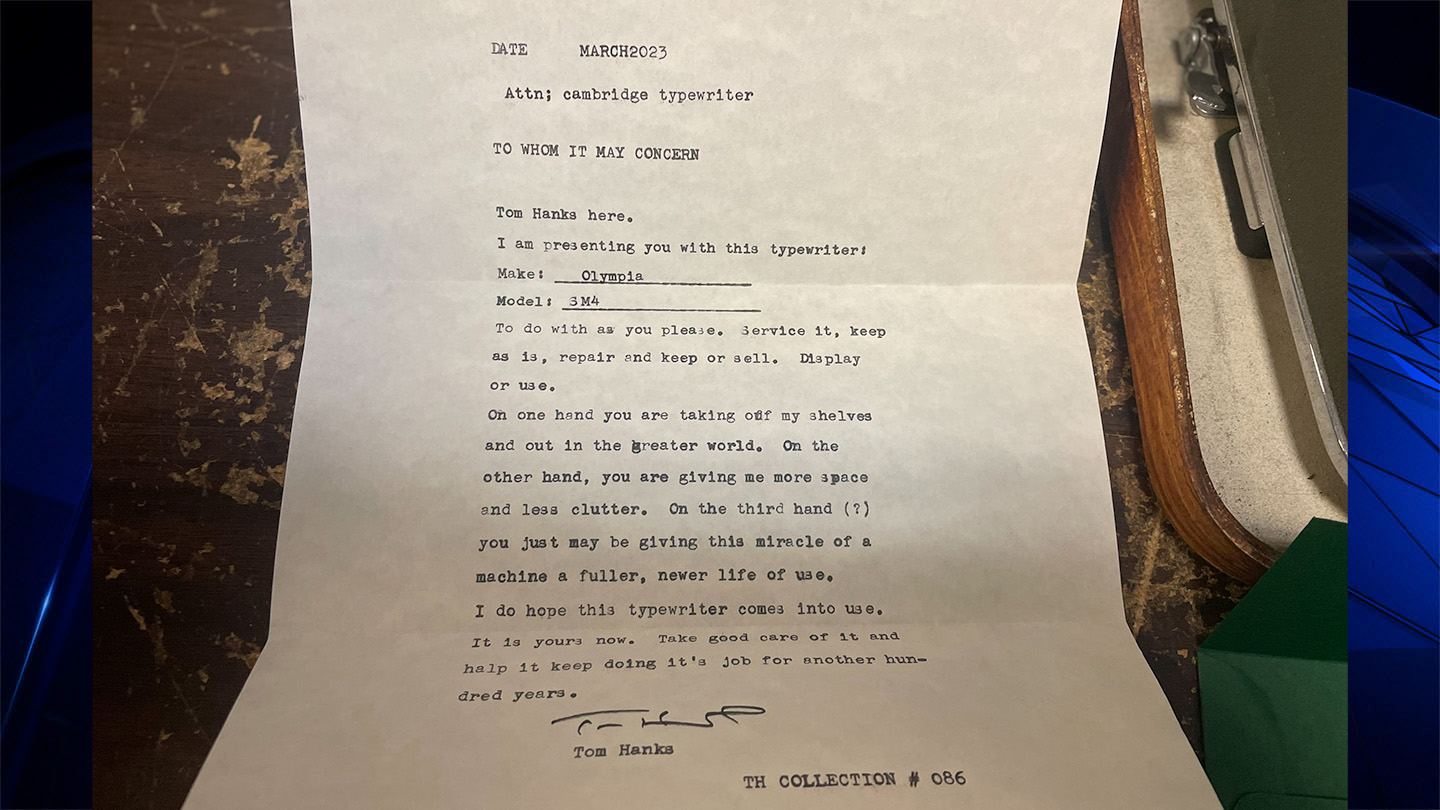 DATE MARCH2023
Attn; cambridge typewriter
TO WHOM IT MAY CONCERN
Tom Hanks here.
I am presenting you with this typewriter:
Make: Olympia
Model: SM4
To do with as you please. Service it, keep
as is, repair and keep or sell. Display
or use.
On one hand you are taking off my shelves
and out in the greater world. On the
other hand, you are giving me more space
and less clutter. On the third hand (?)
you just may be giving this miracle of a
machine a fuller, newer life of use.
I do hope this typewriter comes into use.
It is yours now. Take good care of it and
halp it keep doing it's job for another hun-
dred years.
Tom Hanks
TH COLLECTION # 086